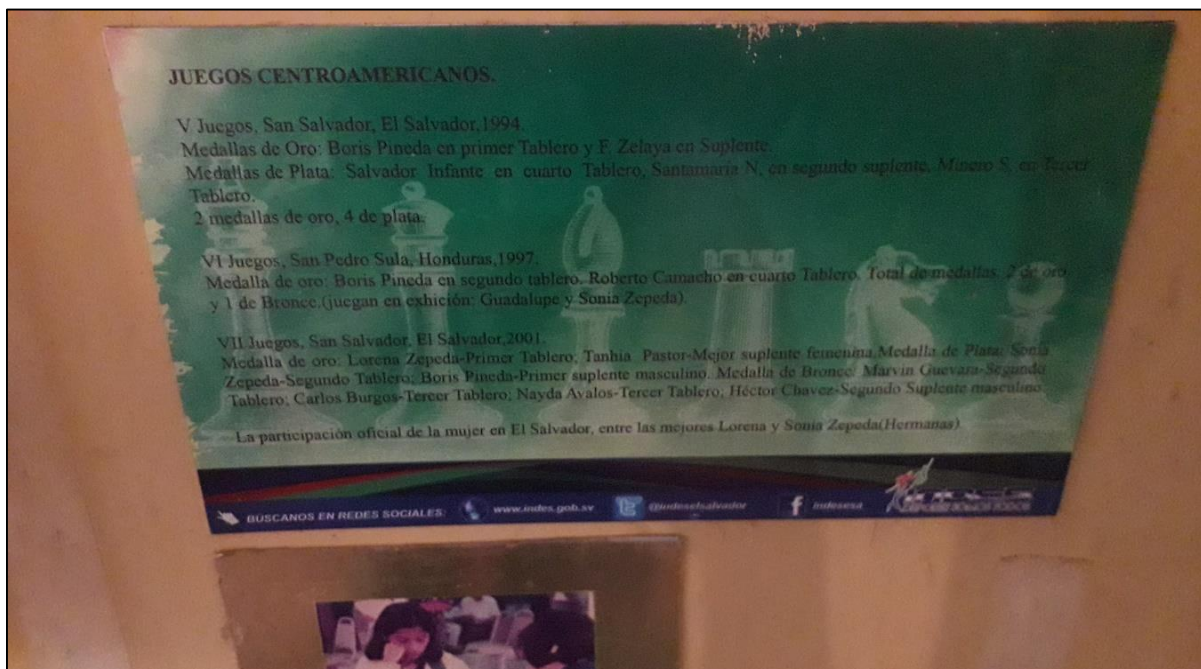 JUEGOS CENTROAMERICANOS.
V Juegos, San Salvador, El Salvador,1994.
Medallas de Oro: Boris Pineda en primer Tablero y F. Zelaya en Suplente.
Medallas de Plata: Salvador Infante en cuarto Tablero, Santamaria N, en segundo suplente, Minero S, en Tercer
Tablero.
2 medallas de oro, 4 de plata.
VI Juegos, San Pedro Sula, Honduras,1997.
Medalla de oro: Boris Pineda en segundo tablero. Roberto Camacho en cuarto Tablero. Total de medallas. 2 de oro
y 1 de Bronce.(juegan en exhición: Guadalupe y Sonia Zepeda).
VII Juegos, San Salvador, El Salvador,2001.
Medalla de oro: Lorena Zepeda-Primer Tablero; Tanhia Pastor-Mejor suplente femenina.Medalla de Plata: Sonia
Zepeda-Segundo Tablero; Boris Pineda-Primer suplente masculino. Medalla de Bronce: Marvin Guevara-Segundo
Tablero; Carlos Burgos-Tercer Tablero; Nayda Avalos-Tercer Tablero; Héctor Chavez-Segundo Suplente masculino.
La participación oficial de la mujer en El Salvador, entre las mejores Lorena y Sonia Zepeda(Hermanas).
BÚSCANOS EN REDES SOCIALES: www.indes.gob.sv @indeselsalvador indesesa